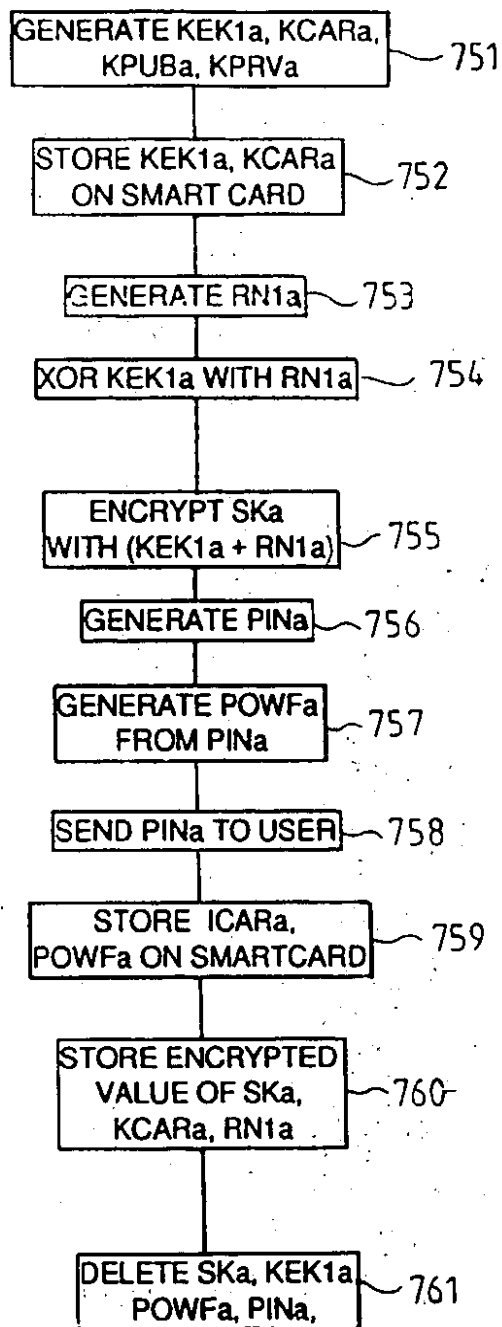 GENERATE KEK1a, KCARa,
KPUBa, KPRVa
751
STORE KEK1a, KCARa
ON SMART CARD
752
GENERATE RN1a
753
XOR KEK1a WITH RN1a
754
ENCRYPT SKa
WITH (KEK1a + RN1a)
755
GENERATE PINa
756
GENERATE POWFa
FROM PINa
757
SEND PINa TO USER
758
STORE ICARa,
POWFa ON SMARTCARD
759
STORE ENCRYPTED
VALUE OF SKa,
KCARa, RN1a
760
DELETE SKa, KEK1a
POWFa, PINa,
761